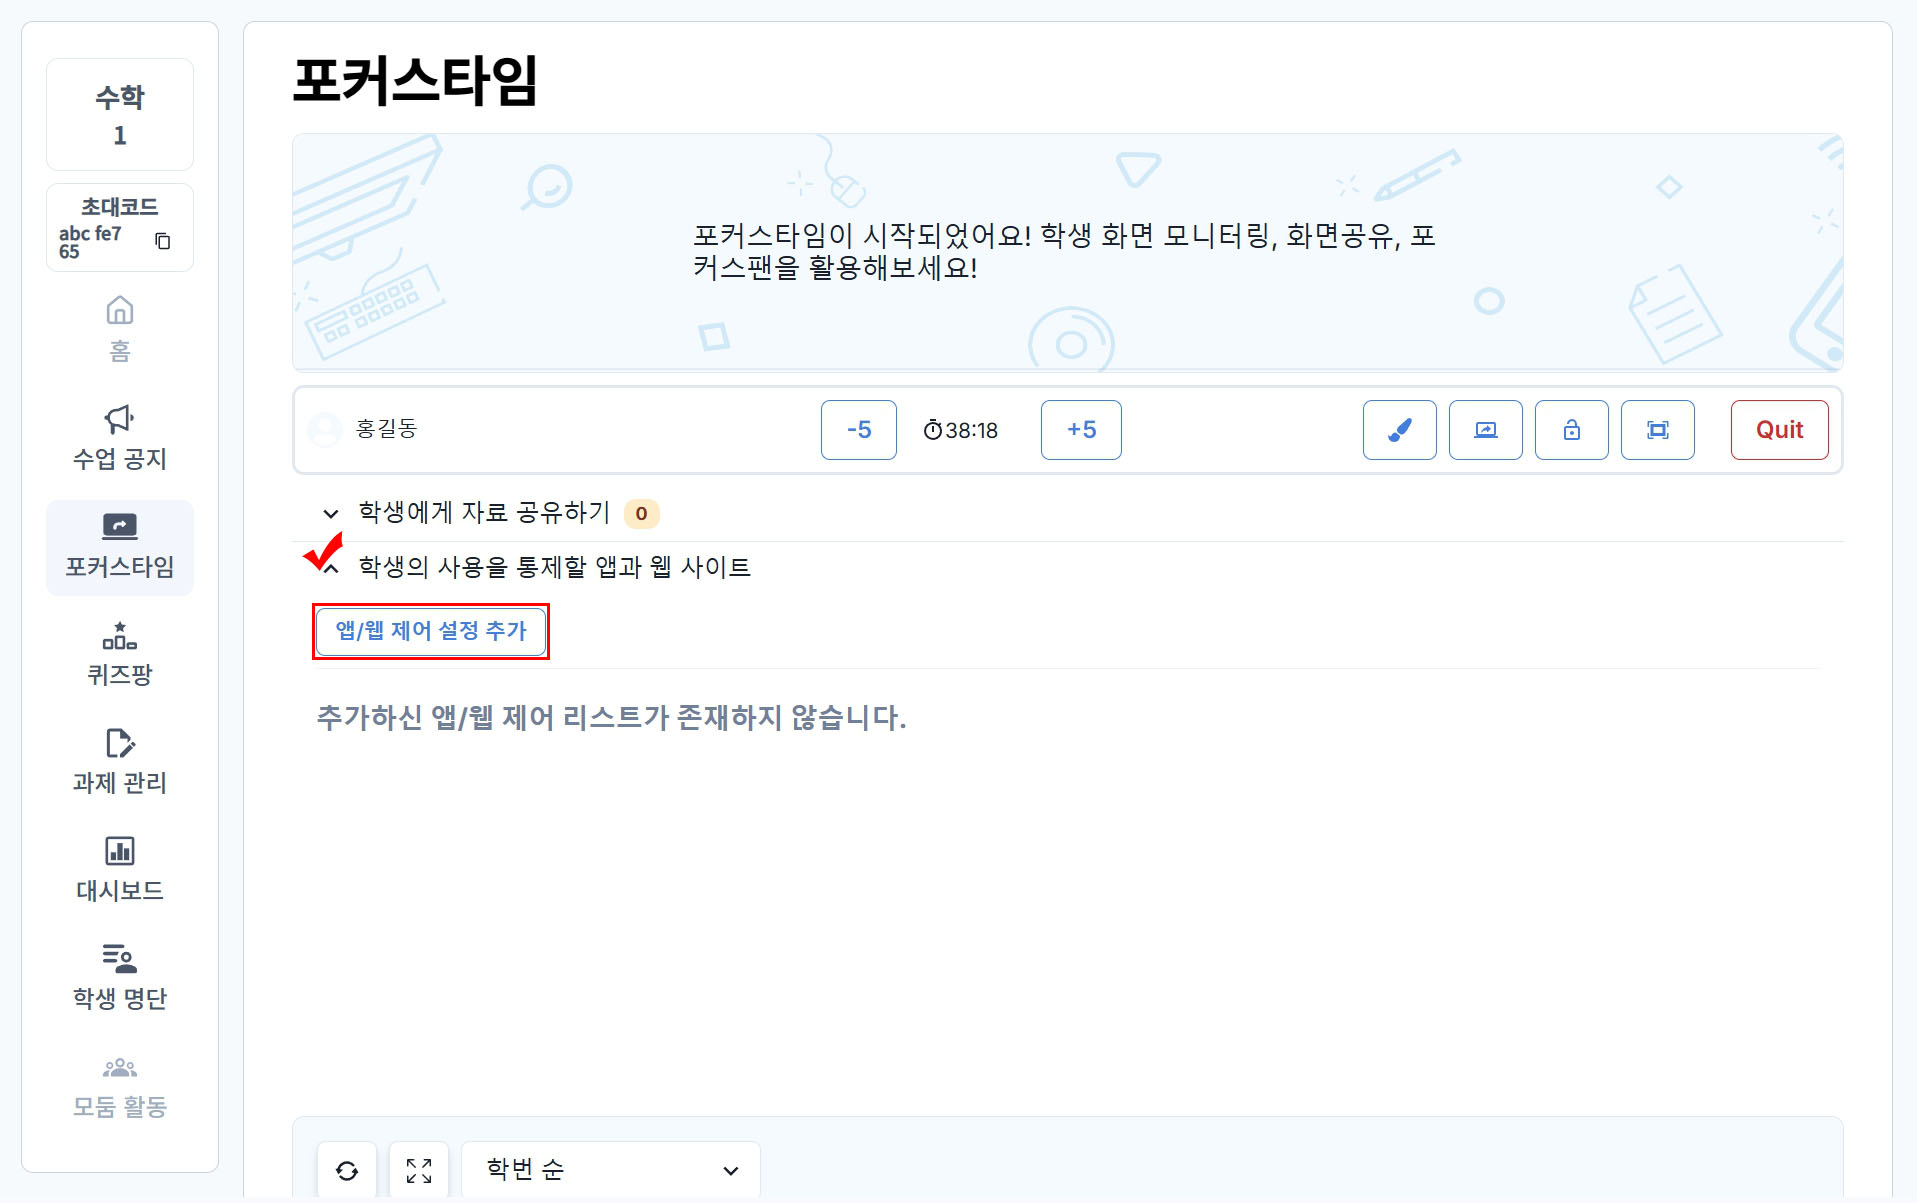 수학
1
초대코드
abc fe7
65
홈
수업 공지
포커스타임
퀴즈팡
과제 관리
대시보드
학생 명단
모둠 활동
포커스타임
포커스타임이 시작되었어요! 학생 화면 모니터링, 화면공유, 포
커스팬을 활용해보세요!
홍길동
-5
38:18
+5
Quit
학생에게 자료 공유하기 0
학생의 사용을 통제할 앱과 웹 사이트
앱/웹 제어 설정 추가
추가하신 앱/웹 제어 리스트가 존재하지 않습니다.
학번 순